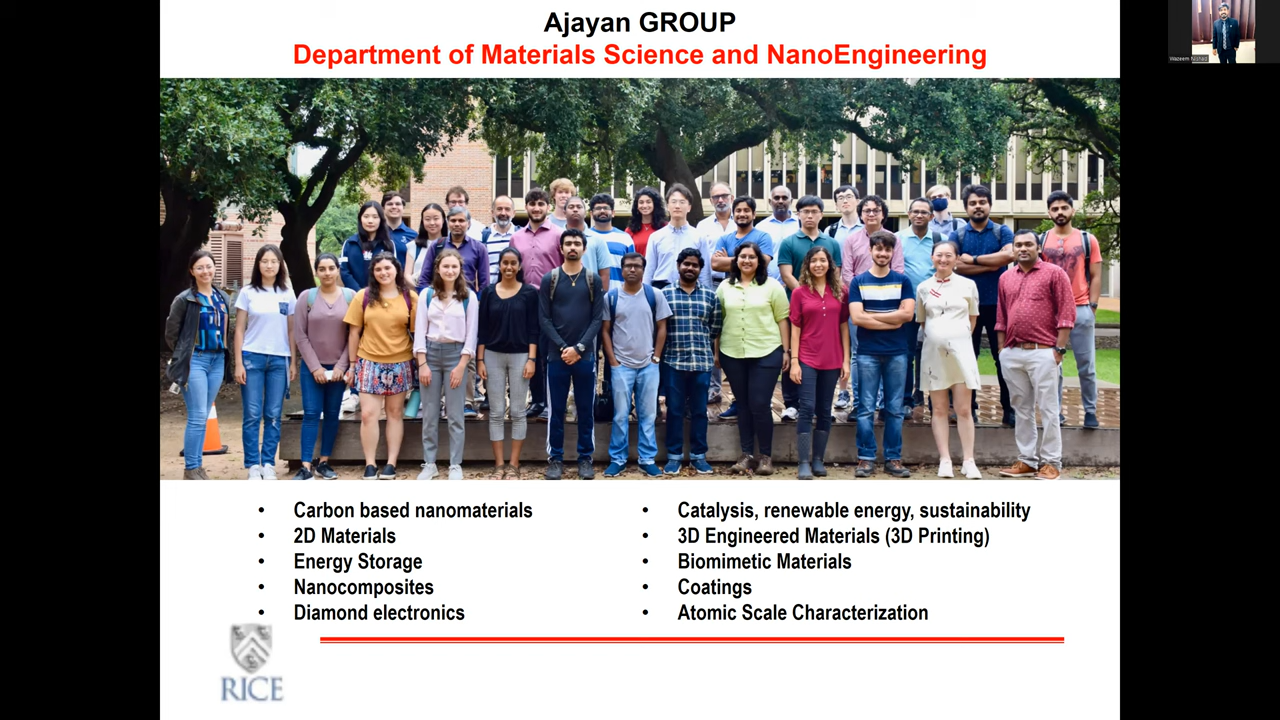 Ajayan GROUP
Department of Materials Science and NanoEngineering
Carbon based nanomaterials
2D Materials
Energy Storage
Nanocomposites
Diamond electronics
Catalysis, renewable energy, sustainability
3D Engineered Materials (3D Printing)
Biomimetic Materials
Coatings
Atomic Scale Characterization
RICE